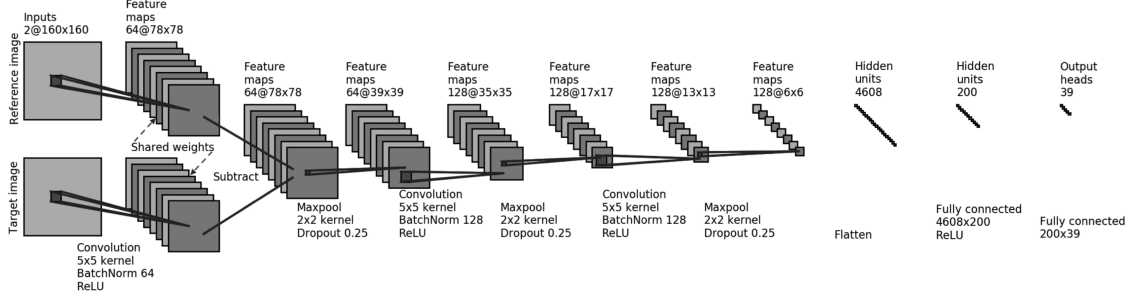 Inputs
2@160x160
Feature
maps
64@78x78
Reference image
Target image
Shared weights
Subtract
Convolution
5x5 kernel
BatchNorm 64
ReLU
Feature
maps
64@78x78
Maxpool
2x2 kernel
Dropout 0.25
Feature
maps
64@39x39
Convolution
5x5 kernel
BatchNorm 128
ReLU
Feature
maps
128@35x35
Maxpool
2x2 kernel
Dropout 0.25
Feature
maps
128@17x17
Convolution
5x5 kernel
BatchNorm 128
ReLU
Feature
maps
128@13x13
Maxpool
2x2 kernel
Dropout 0.25
Feature
maps
128@6x6
Flatten
Hidden
units
4608
Fully connected
4608x200
ReLU
Hidden
units
200
Fully connected
200x39
Output
heads
39